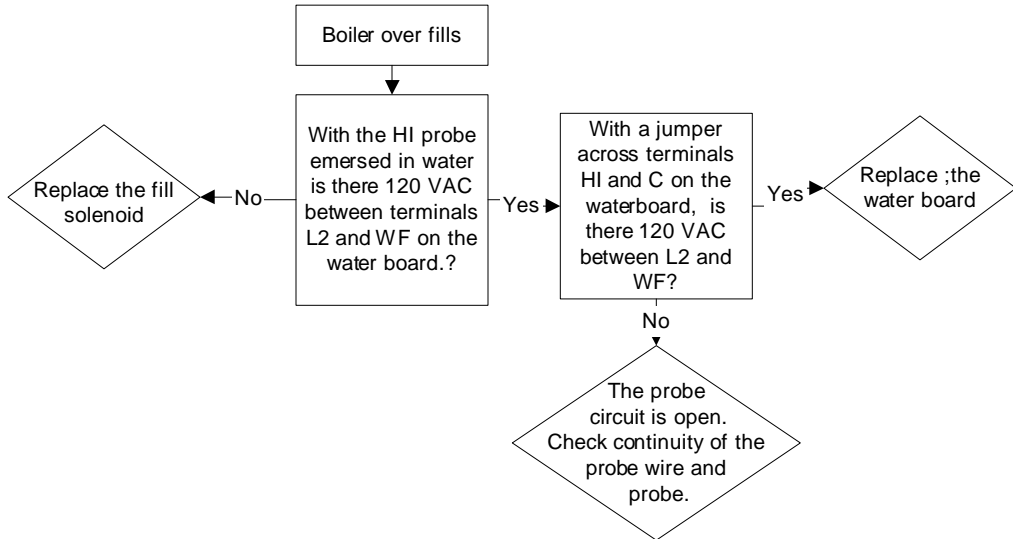 Boiler over fills
With the HI probe
emersed in water
is there 120 VAC
between terminals
L2 and WF on the
water board.?
No
Replace the fill
solenoid
Yes
With a jumper
across terminals
HI and C on the
waterboard,  is
there 120 VAC
between L2 and
WF?
Yes
Replace ;the
water board
No
The probe
circuit is open.
Check continuity of the
probe wire and
probe.